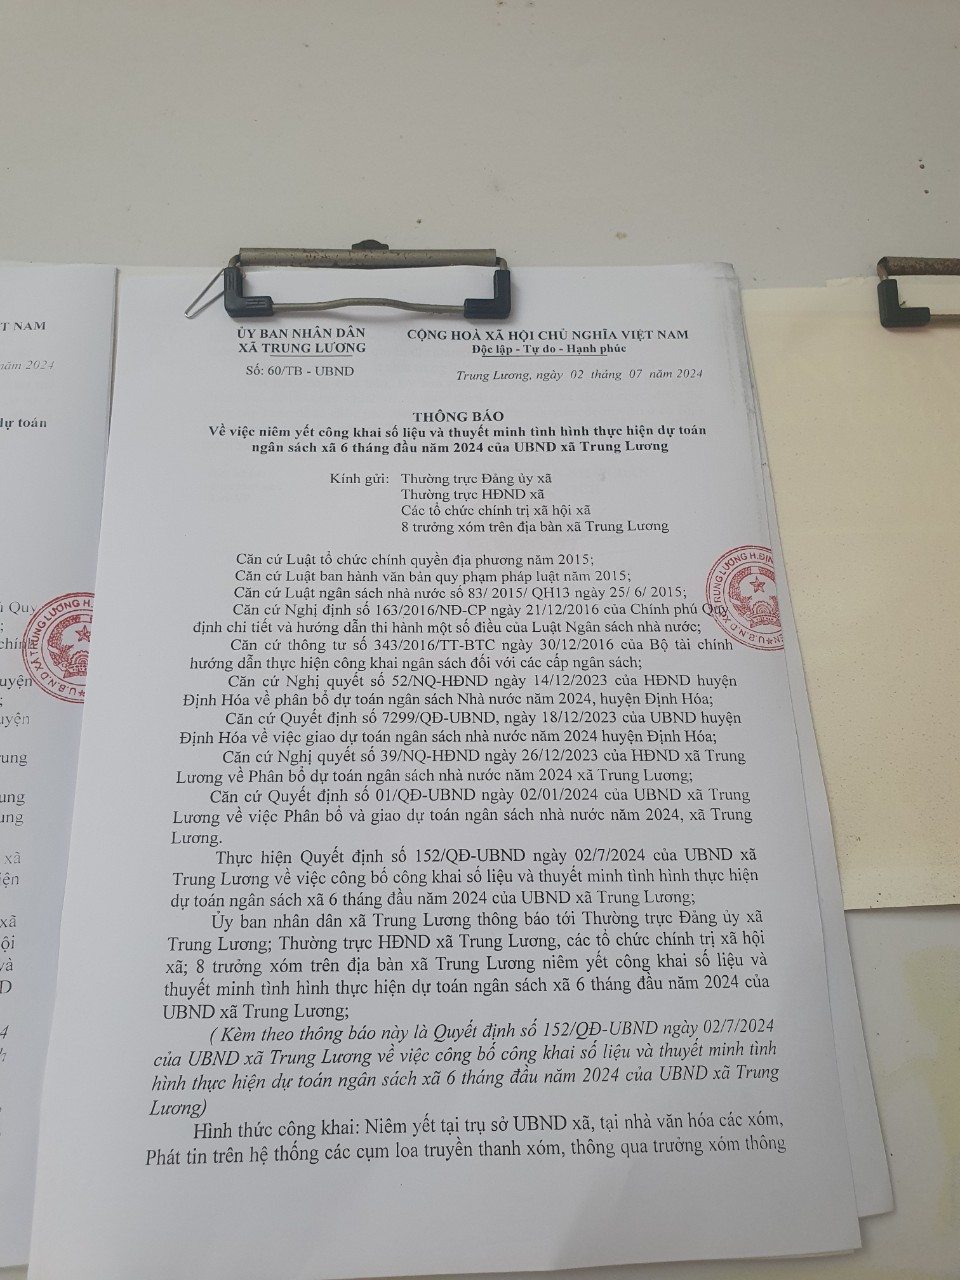 ỦY BAN NHÂN DÂN
XÃ TRUNG LƯƠNG
Số: 60/TB - UBND
CỘNG HOÀ XÃ HỘI CHỦ NGHĨA VIỆT NAM
Độc lập - Tự do - Hạnh phúc
Trung Lương, ngày 02 tháng 07 năm 2024
THÔNG BÁO
Về việc niêm yết công khai số liệu và thuyết minh tình hình thực hiện dự toán
ngân sách xã 6 tháng đầu năm 2024 của UBND xã Trung Lương
Kính gửi: Thường trực Đảng ủy xã
Thường trực HĐND xã
Các tổ chức chính trị xã hội xã
8 trưởng xóm trên địa bàn xã Trung Lương
Căn cứ Luật tổ chức chính quyền địa phương năm 2015;
Căn cứ Luật ban hành văn bản quy phạm pháp luật năm 2015;
Căn cứ Luật ngân sách nhà nước số 83/ 2015/ QH13 ngày 25/ 6/ 2015;
Căn cứ Nghị định số 163/2016/NĐ-CP ngày 21/12/2016 của Chính phủ Quy
định chi tiết và hướng dẫn thi hành một số điều của Luật Ngân sách nhà nước;
Căn cứ thông tư số 343/2016/TT-BTC ngày 30/12/2016 của Bộ tài chính
hướng dẫn thực hiện công khai ngân sách đối với các cấp ngân sách;
Căn cứ Nghị quyết số 52/NQ-HĐND ngày 14/12/2023 của HĐND huyện
Định Hóa về phân bổ dự toán ngân sách Nhà nước năm 2024, huyện Định Hóa;
Căn cứ Quyết định số 7299/QĐ-UBND, ngày 18/12/2023 của UBND huyện
Định Hóa về việc giao dự toán ngân sách nhà nước năm 2024 huyện Định Hóa;
Căn cứ Nghị quyết số 39/NQ-HĐND ngày 26/12/2023 của HĐND xã Trung
Lương về Phân bổ dự toán ngân sách nhà nước năm 2024 xã Trung Lương;
Căn cứ Quyết định số 01/QĐ-UBND ngày 02/01/2024 của UBND xã Trung
Lương về việc Phân bổ và giao dự toán ngân sách nhà nước năm 2024, xã Trung
Lương.
Thực hiện Quyết định số 152/QĐ-UBND ngày 02/7/2024 của UBND xã
Trung Lương về việc công bố công khai số liệu và thuyết minh tình hình thực hiện
dự toán ngân sách xã 6 tháng đầu năm 2024 của UBND xã Trung Lương;
Ủy ban nhân dân xã Trung Lương thông báo tới Thường trực Đảng ủy xã
Trung Lương; Thường trực HĐND xã Trung Lương, các tổ chức chính trị xã hội
xã; 8 trưởng xóm trên địa bàn xã Trung Lương niêm yết công khai số liệu và
thuyết minh tình hình thực hiện dự toán ngân sách xã 6 tháng đầu năm 2024 của
UBND xã Trung Lương;
( Kèm theo thông báo này là Quyết định số 152/QĐ-UBND ngày 02/7/2024
của UBND xã Trung Lương về việc công bố công khai số liệu và thuyết minh tình
hình thực hiện dự toán ngân sách xã 6 tháng đầu năm 2024 của UBND xã Trung
Lương)
Hình thức công khai: Niêm yết tại trụ sở UBND xã, tại nhà văn hóa các xóm,
Phát tin trên hệ thống các cụm loa truyền thanh xóm, thông qua trưởng xóm thông